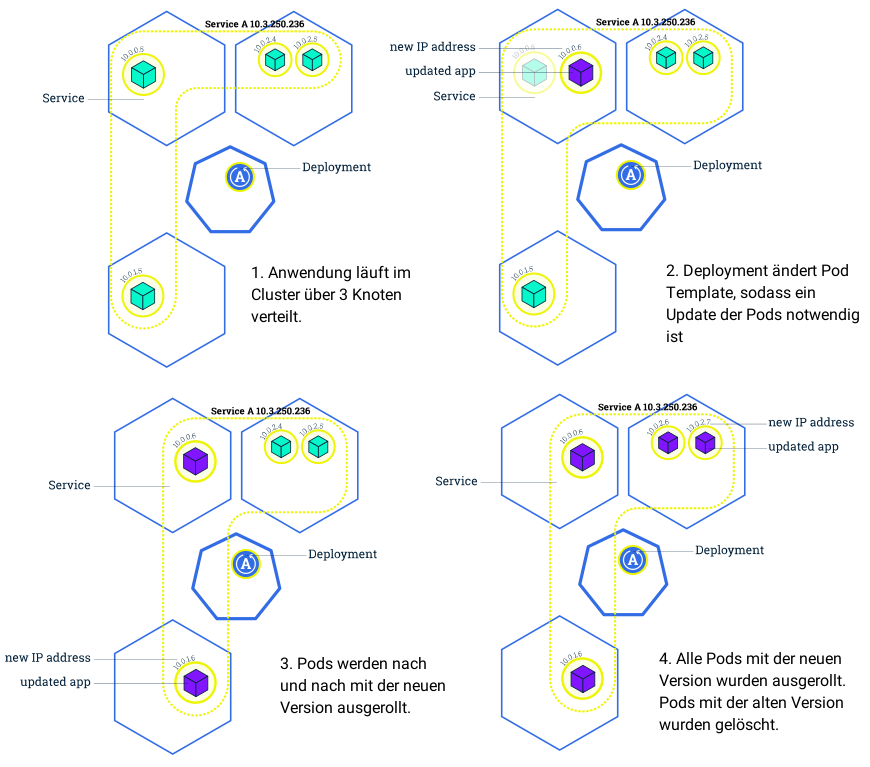 Service A 10.3.250.236
10.0.0.5
10.0.2.4
10.0.2.5
Service
A
Deployment
10.0.1.5
1. Anwendung läuft im
Cluster über 3 Knoten
verteilt.
Service A 10.3.250.236
new IP address
10.0.0.6
10.0.2.4
10.0.2.5
updated app
Service
A
Deployment
10.0.1.5
2. Deployment ändert Pod
Template, sodass ein
Update der Pods notwendig
ist
Service A 10.3.250.236
10.0.0.6
10.0.2.4
10.0.2.5
Service
A
Deployment
new IP address
10.0.1.6
updated app
3. Pods werden nach
und nach mit der neuen
Version ausgerollt.
Service A 10.3.250.236
10.0.0.6
10.0.2.6
10.0.2.7
new IP address
updated app
Service
A
Deployment
10.0.1.6
4. Alle Pods mit der neuen
Version wurden ausgerollt.
Pods mit der alten Version
wurden gelöscht.